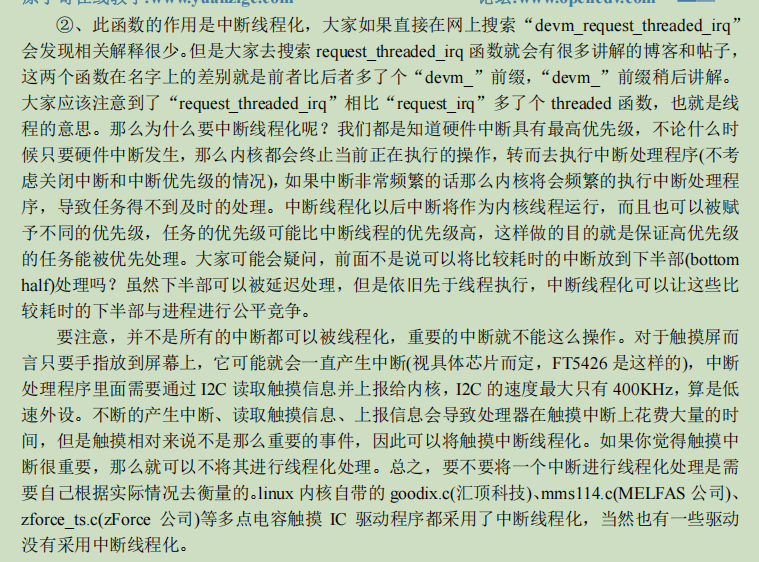 ②、此函数的作用是中断线程化，大家如果直接在网上搜索“devm_request_threaded_irq”
会发现相关解释很少。但是大家去搜索 request_threaded_irq 函数就会有很多讲解的博客和帖子，
这两个函数在名字上的差别就是前者比后者多了个“devm_”前缀，“devm_”前缀稍后讲解。
大家应该注意到了“request_threaded_irq”相比“request_irq”多了个 threaded 函数，也就是线
程的意思。那么为什么要中断线程化呢？我们都是知道硬件中断具有最高优先级，不论什么时
候只要硬件中断发生，那么内核都会终止当前正在执行的操作，转而去执行中断处理程序(不考
虑关闭中断和中断优先级的情况)，如果中断非常频繁的话那么内核将会频繁的执行中断处理程
序，导致任务得不到及时的处理。中断线程化以后中断将作为内核线程运行，而且也可以被赋
予不同的优先级，任务的优先级可能比中断线程的优先级高，这样做的目的就是保证高优先级
的任务能被优先处理。大家可能会疑问，前面不是说可以将比较耗时的中断放到下半部(bottom
half)处理吗？虽然下半部可以被延迟处理，但是依旧先于线程执行，中断线程化可以让这些比
较耗时的下半部与进程进行公平竞争。
要注意，并不是所有的中断都可以被线程化，重要的中断就不能这么操作。对于触摸屏而
言只要手指放到屏幕上，它可能就会一直产生中断(视具体芯片而定，FT5426 是这样的)，中断
处理程序里面需要通过 I2C 读取触摸信息并上报给内核，I2C 的速度最大只有 400KHz，算是低
速外设。不断的产生中断、读取触摸信息、上报信息会导致处理器在触摸中断上花费大量的时
间，但是触摸相对来说不是那么重要的事件，因此可以将触摸中断线程化。如果你觉得触摸中
断很重要，那么就可以不将其进行线程化处理。总之，要不要将一个中断进行线程化处理是需
要自己根据实际情况去衡量的。linux 内核自带的 goodix.c(汇顶科技)、mms114.c(MELFAS 公司)、
zforce_ts.c(zForce 公司)等多点电容触摸 IC 驱动程序都采用了中断线程化，当然也有一些驱动
没有采用中断线程化。